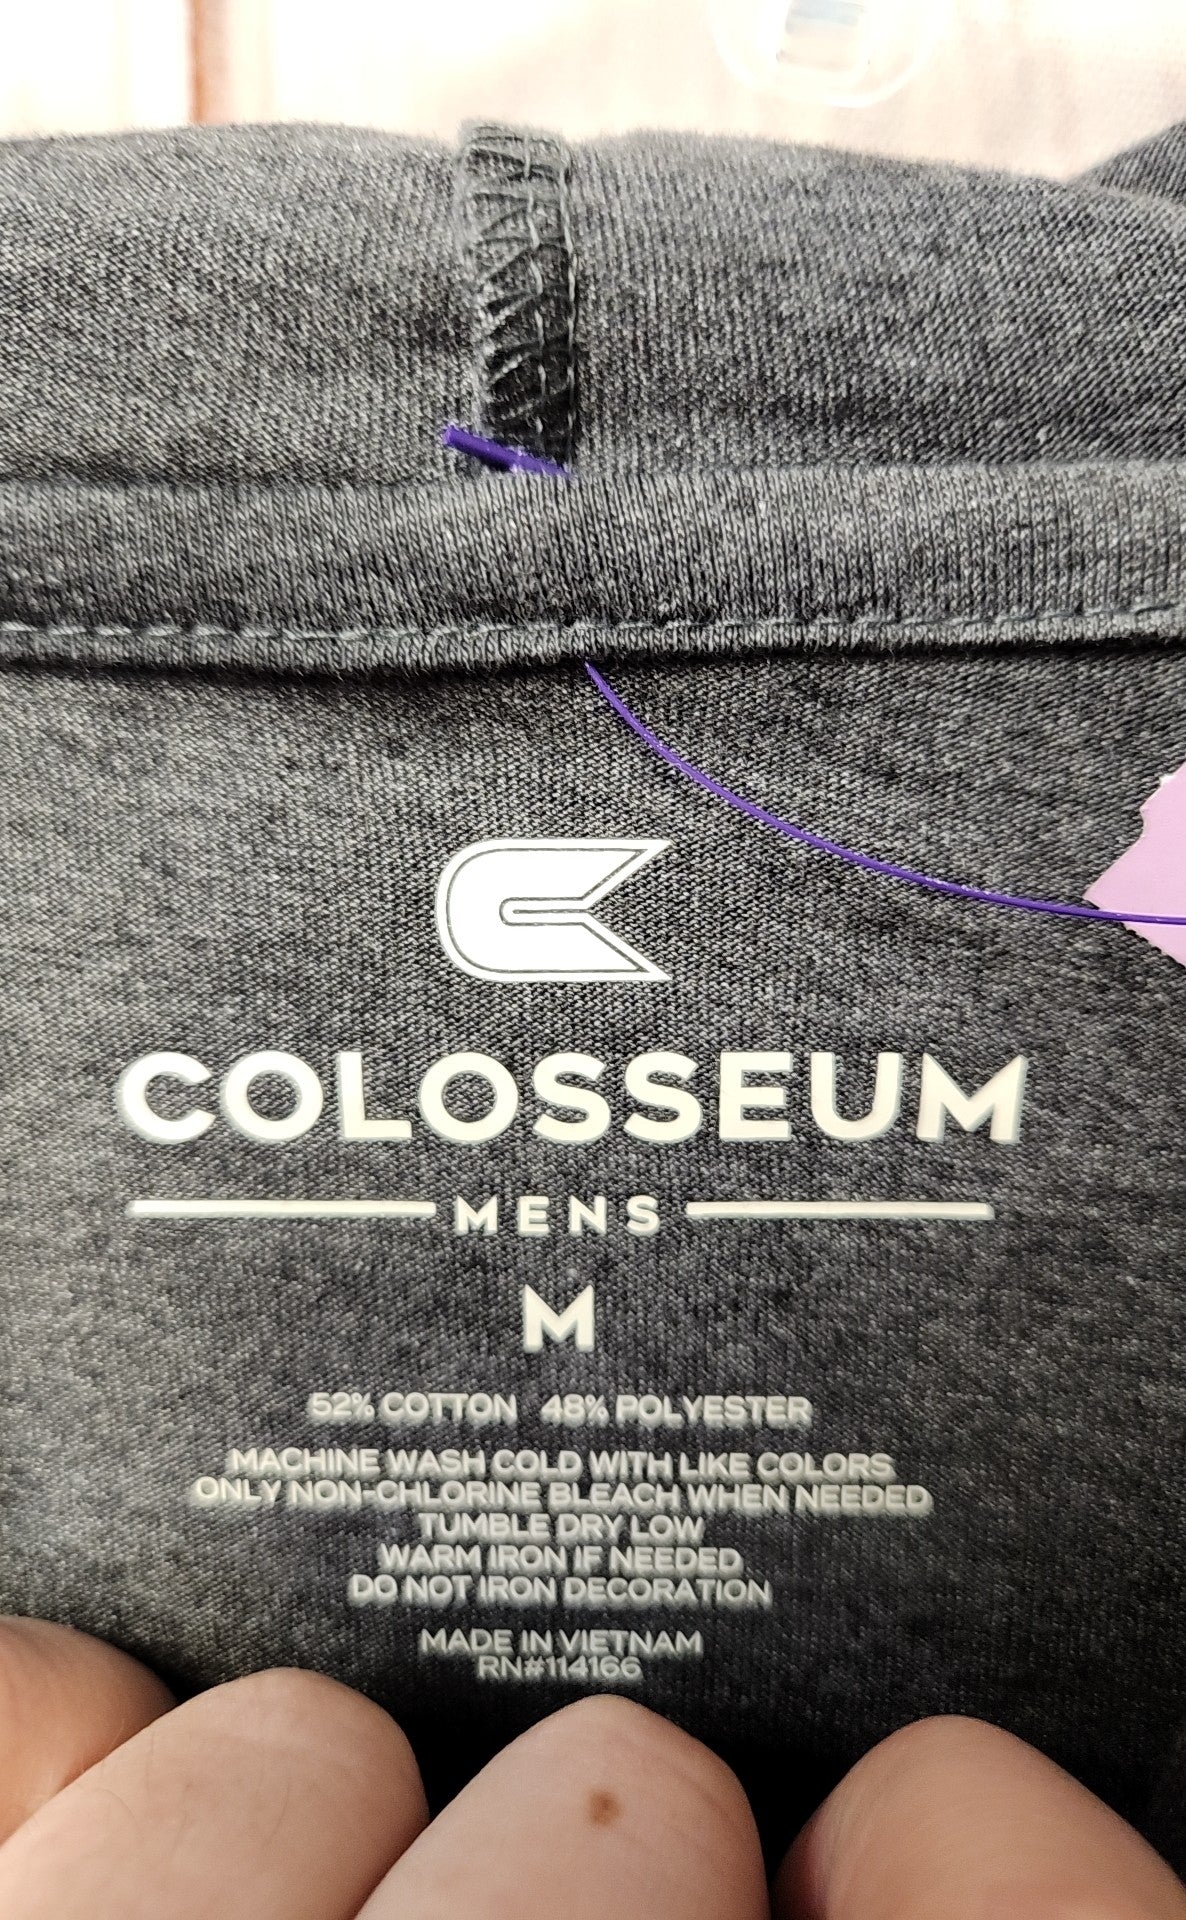 COLOSSEUM
MENS
M
52% COTTON 48% POLYESTER
MACHINE WASH COLD WITH LIKE COLORS
ONLY NON-CHLORINE BLEACH WHEN NEEDED
TUMBLE DRY LOW
WARM IRON IF NEEDED
DO NOT IRON DECORATION
MADE IN VIETNAM
RN#114166